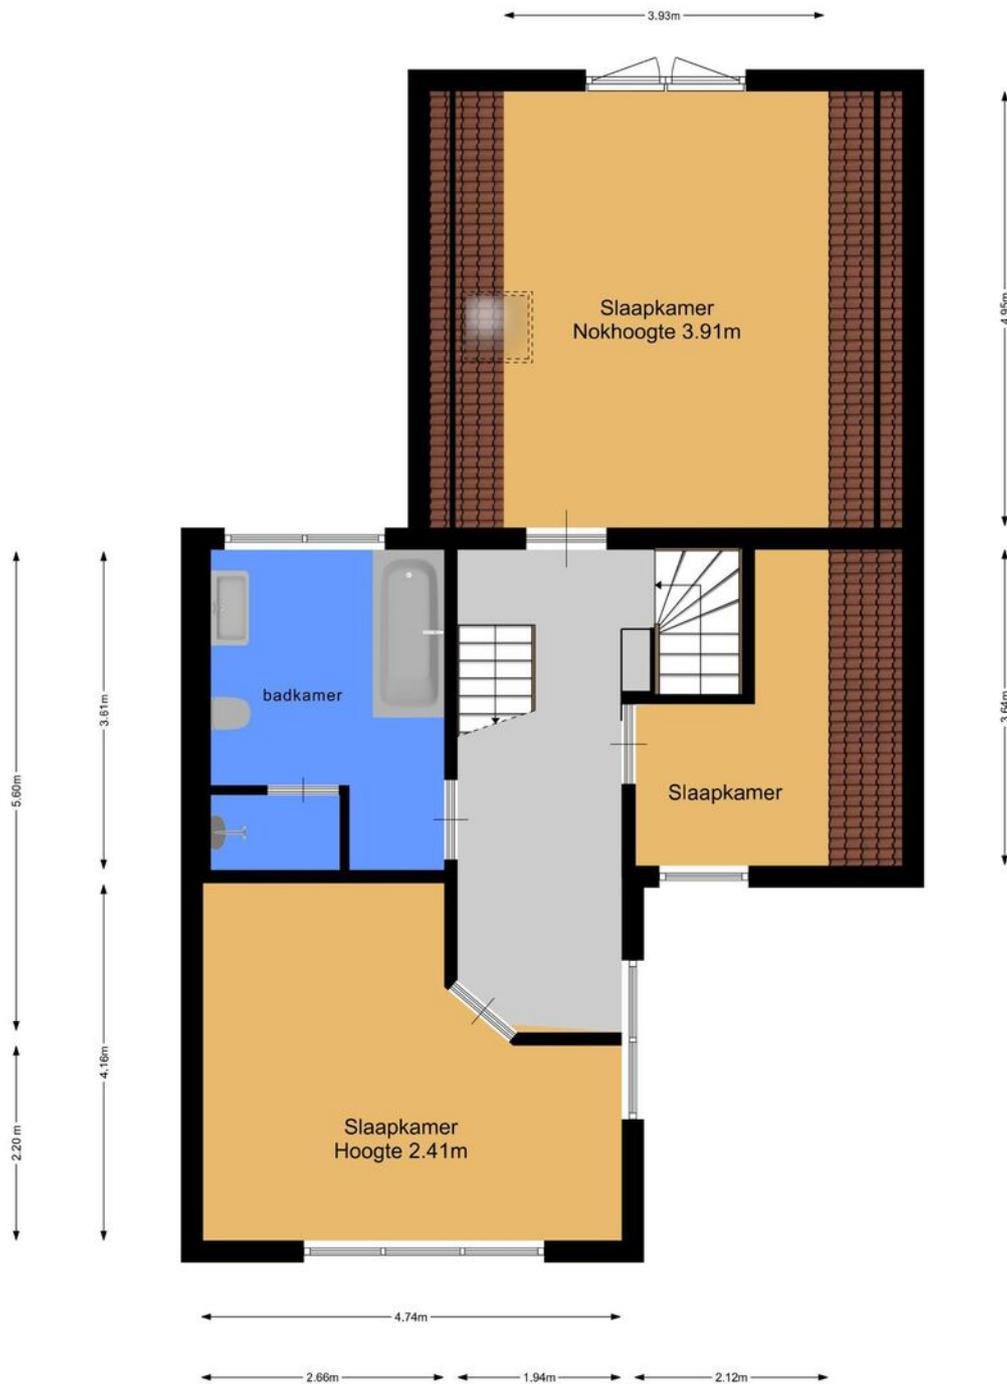 3.93m
4.95m
Slaapkamer
Nokhoogte 3.91m
3.61m
5.60m
badkamer
3.64m
Slaapkamer
4.16m
2.20 m
Slaapkamer
Hoogte 2.41m
4.74m
2.66m
1.94m
2.12m